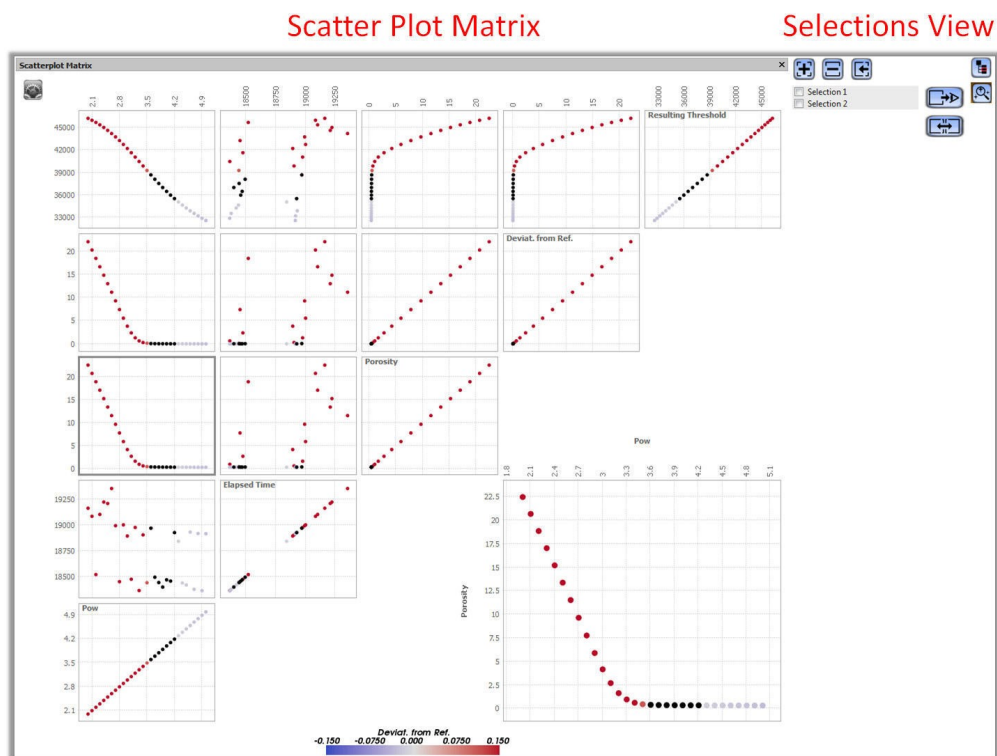 Scatter Plot Matrix
Selections View
Scatterplot Matrix
2.1 2.8 3.5 4.2 4.9
18500 18750 19000 19250
0 5 10 15 20
0 5 10 15 20
33000 36000 39000 42000 45000
Selection 1
Selection 2
Resulting Threshold
45000
42000
39000
36000
33000
Deviat. from Ref.
20
15
10
5
0
Porosity
20
15
10
5
0
Elapsed Time
19250
19000
18750
18500
Pow
4.9
4.2
3.5
2.8
2.1
Pow
1.8 2.1 2.4 2.7 3 3.3 3.6 3.9 4.2 4.5 4.8 5.1
Porosity
22.5
20
17.5
15
12.5
10
7.5
5
2.5
0
Deviat. from Ref.
-0.150 -0.0750 0.000 0.0750 0.150